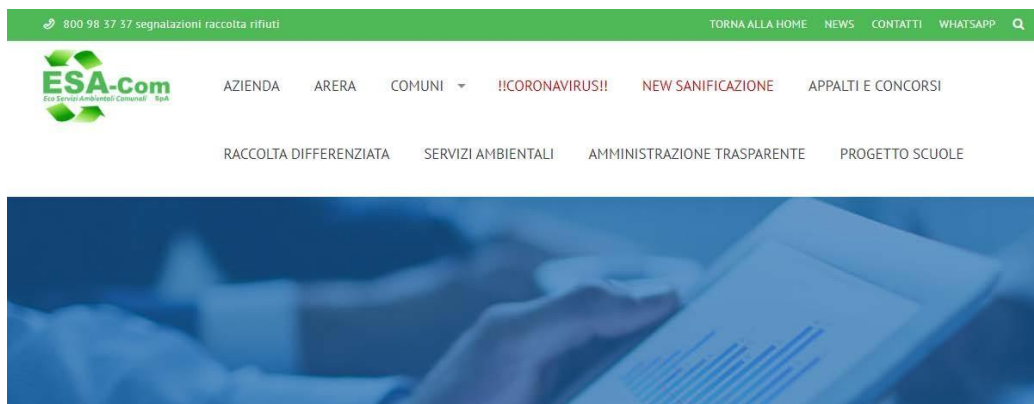 800 98 37 37 segnalazioni raccolta rifiuti
TORNA ALLA HOME NEWS CONTATTI WHATSAPP
ESA-Com
Eco Servizi Ambientali Comunali SpA
AZIENDA ARERA COMUNI !!CORONAVIRUS!! NEW SANIFICAZIONE APPALTI E CONCORSI
RACCOLTA DIFFERENZIATA SERVIZI AMBIENTALI AMMINISTRAZIONE TRASPARENTE PROGETTO SCUOLE